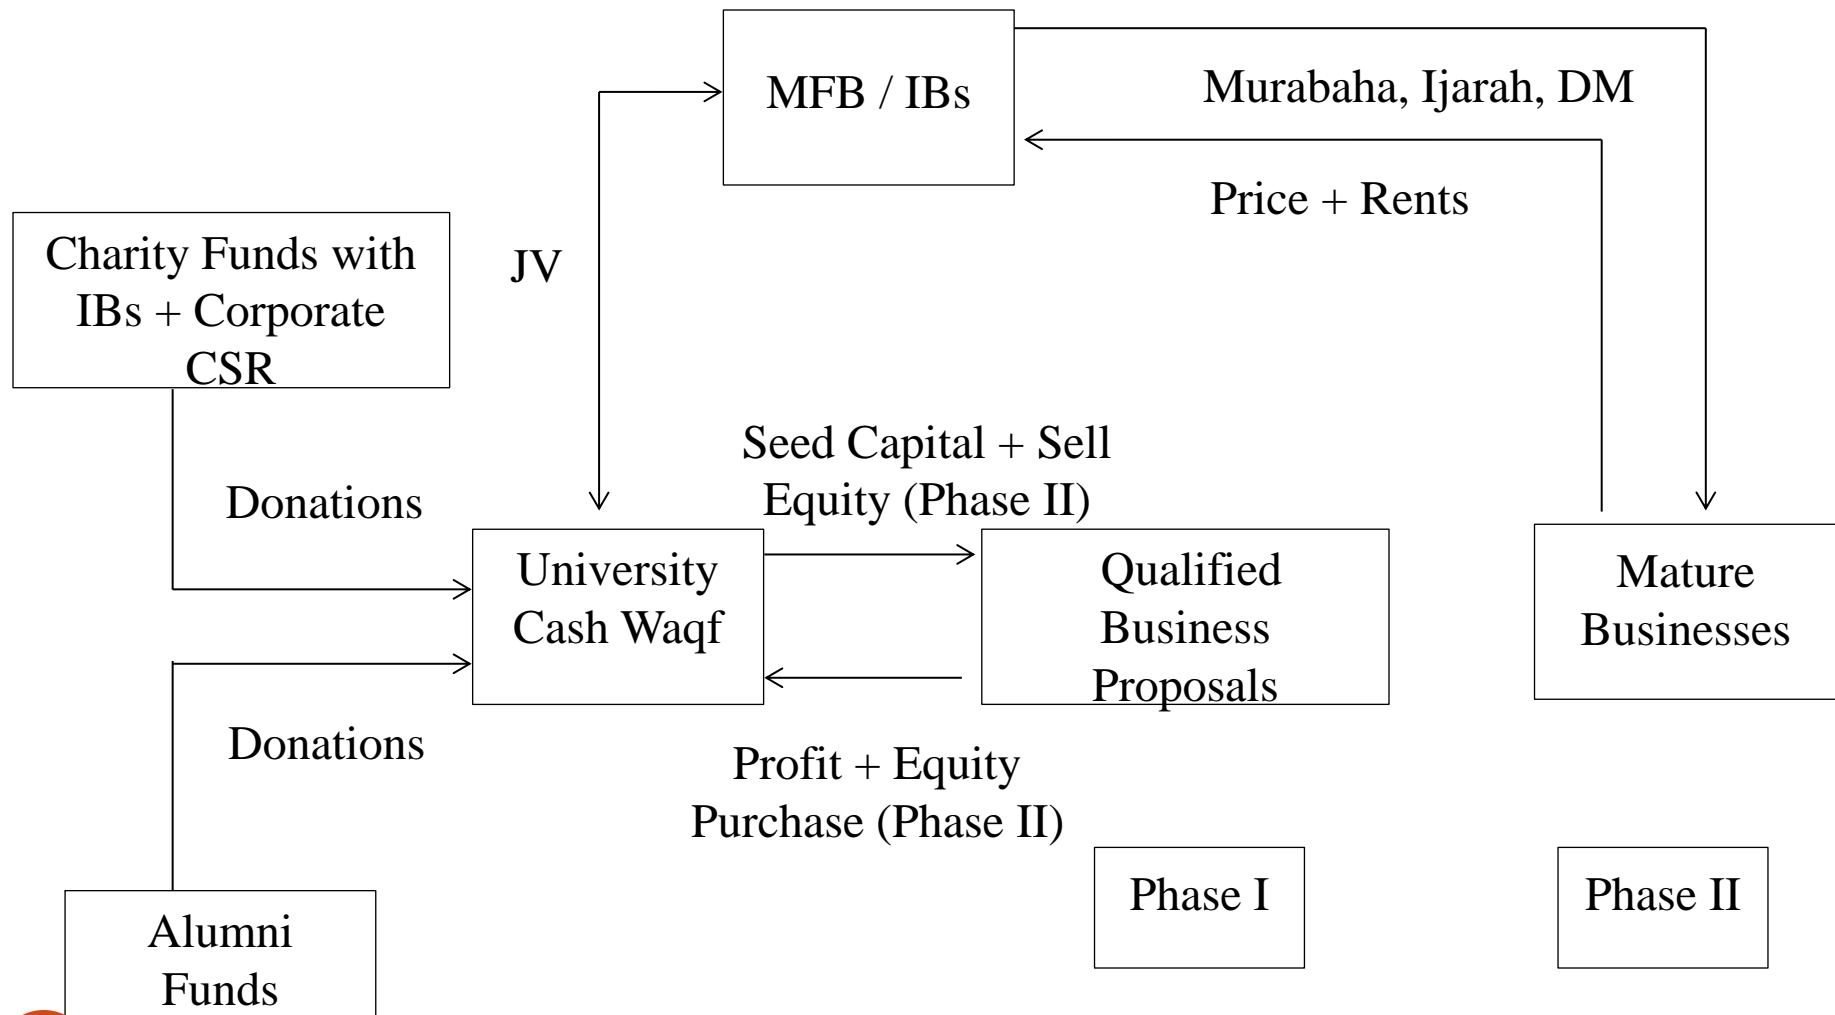 MFB / IBs
Murabaha, Ijarah, DM
Price + Rents
Charity Funds with
IBs + Corporate
CSR
JV
Donations
Seed Capital + Sell
Equity (Phase II)
University
Cash Waqf
Qualified
Business
Proposals
Mature
Businesses
Donations
Profit + Equity
Purchase (Phase II)
Phase I
Phase II
Alumni
Funds